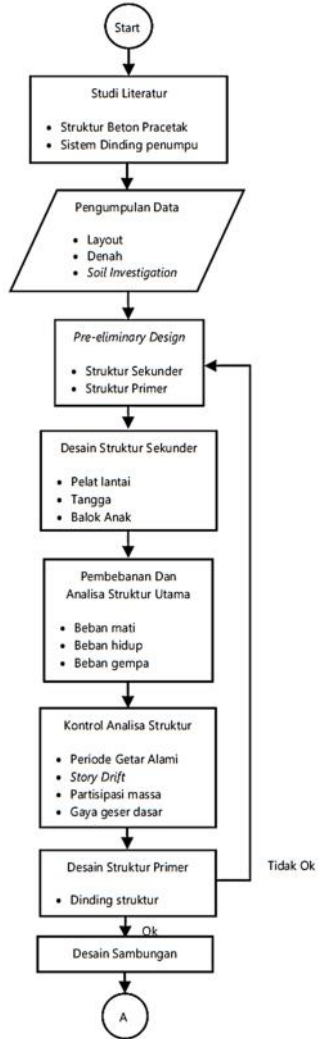 Start
Studi Literatur
• Struktur Beton Pracetak
• Sistem Dinding penumpu
Pengumpulan Data
• Layout
• Denah
• Soil Investigation
Pre-eliminary Design
• Struktur Sekunder
• Struktur Primer
Desain Struktur Sekunder
• Pelat lantai
• Tangga
• Balok Anak
Pembebanan Dan
Analisa Struktur Utama
• Beban mati
• Beban hidup
• Beban gempa
Kontrol Analisa Struktur
• Periode Getar Alami
• Story Drift
• Partisipasi massa
• Gaya geser dasar
Desain Struktur Primer
• Dinding struktur
Tidak Ok
Ok
Desain Sambungan
A